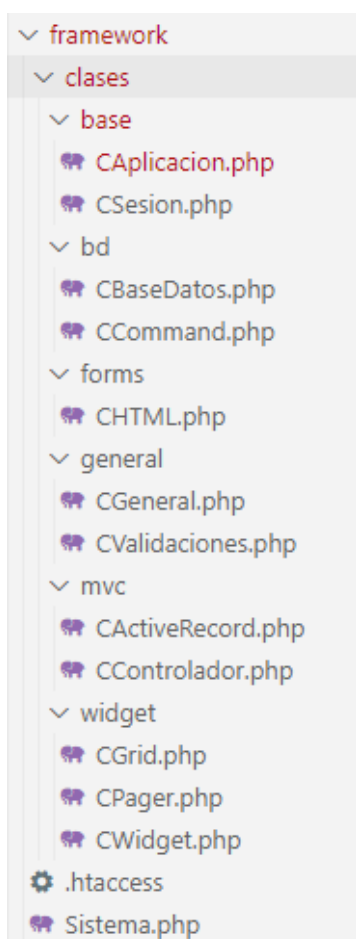 framework
clases
base
CAplicacion.php
CSesion.php
bd
CBaseDatos.php
CCommand.php
forms
CHTML.php
general
CGeneral.php
CValidaciones.php
mvc
CActiveRecord.php
CControlador.php
widget
CGrid.php
CPager.php
CWidget.php
.htaccess
Sistema.php